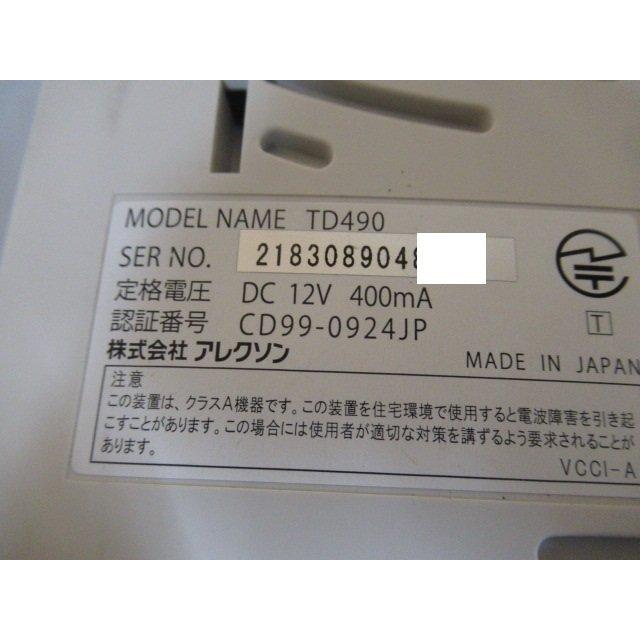 MODEL NAME TD490
SER NO. 2183089048
定格電圧 DC 12V 400mA
認証番号 CD99-0924JP
T
株式会社 アレクソン
MADE IN JAPAN
注意
この装置は、クラスA機器です。この装置を住宅環境で使用すると電波障害を引き起
こすことがあります。この場合には使用者が適切な対策を講ずるよう要求されることが
あります。
VCCI-A